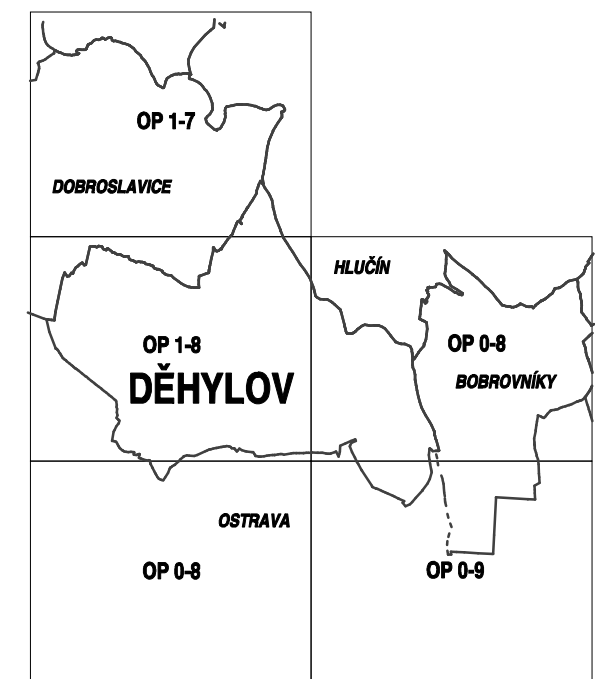 OP 1-7
DOBROSLAVICE
HLUČÍN
OP 1-8
OP 0-8
DĚHYLOV
BOBROVNÍKY
OSTRAVA
OP 0-8
OP 0-9